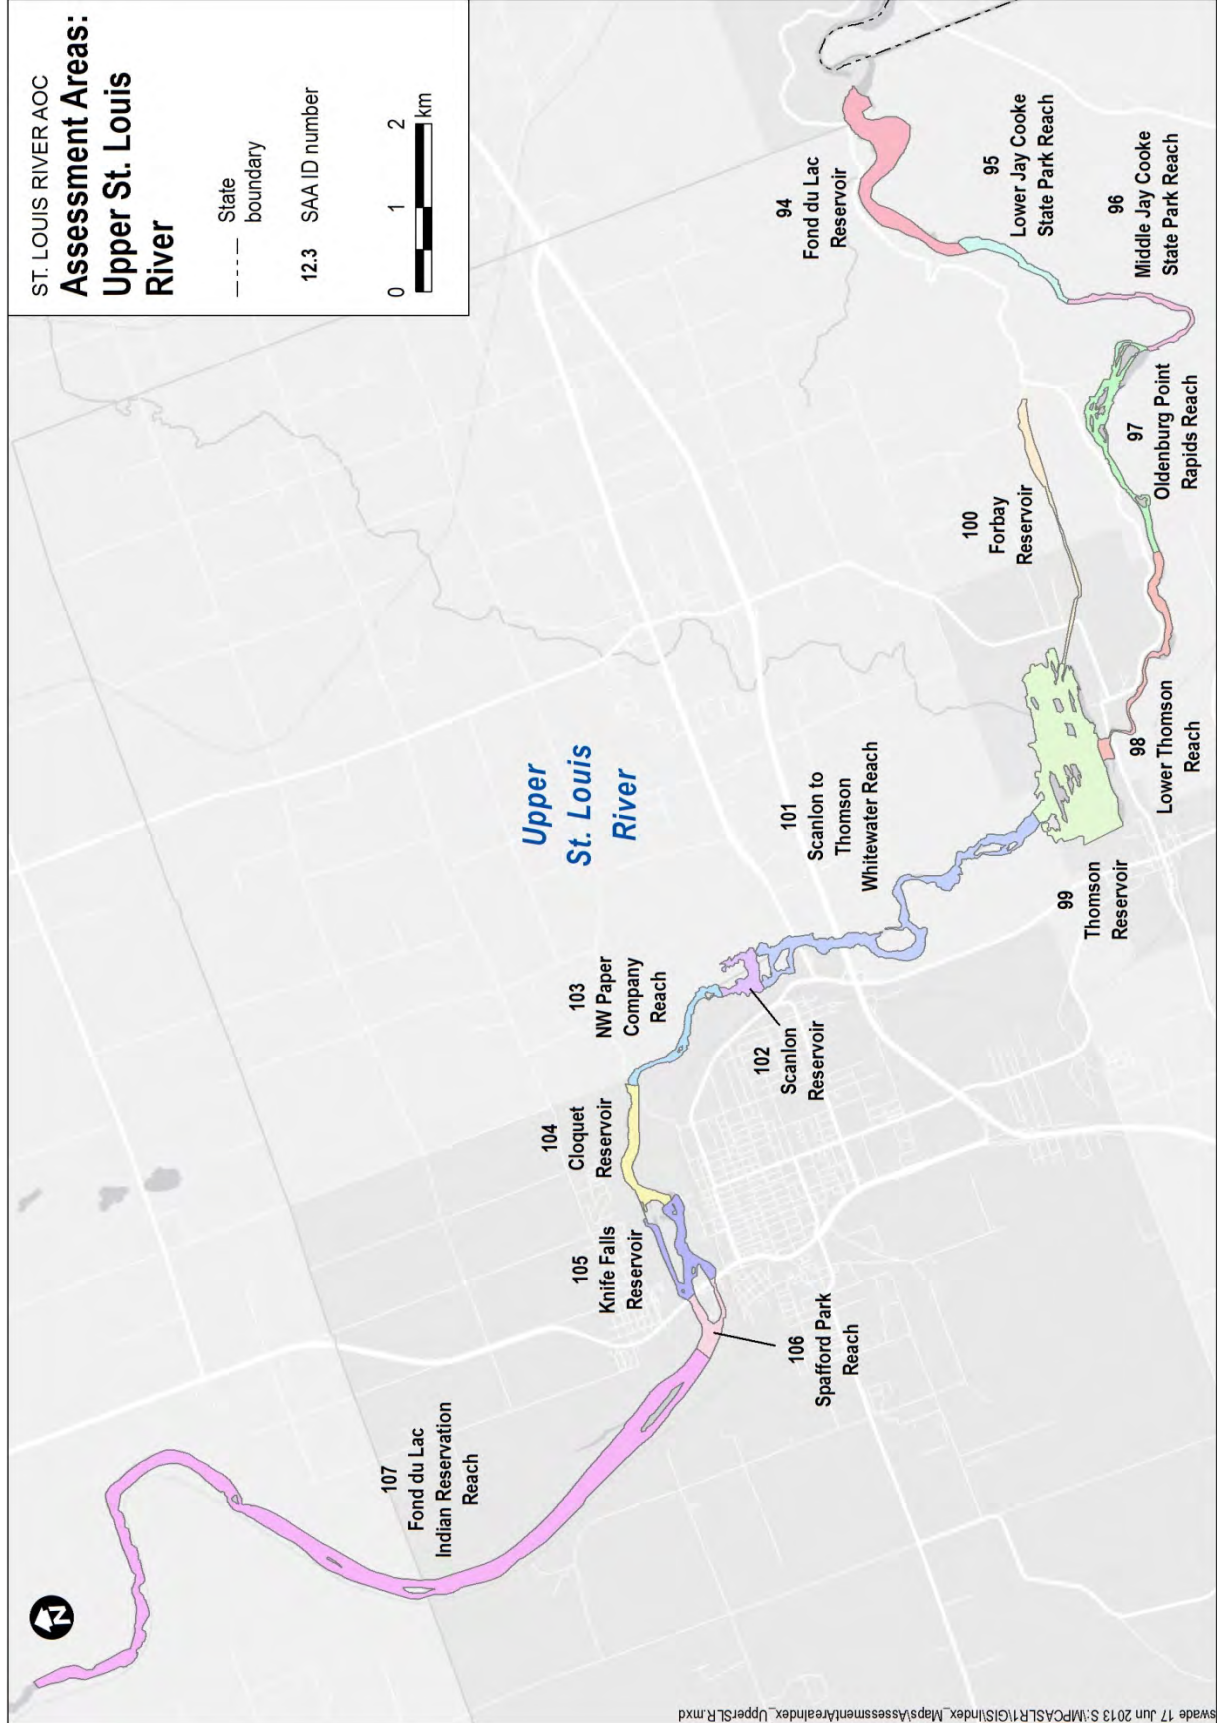 ST. LOUIS RIVER AOC
Assessment Areas:
Upper St. Louis
River
State
boundary
12.3 SAA ID number
0 1 2
km
N
107
Fond du Lac
Indian Reservation
Reach
106
Spafford Park
Reach
105
Knife Falls
Reservoir
104
Cloquet
Reservoir
103
NW Paper
Company
Reach
102
Scanlon
Reservoir
Upper
St. Louis
River
101
Scanlon to
Thomson
Whitewater Reach
99
Thomson
Reservoir
98
Lower Thomson
Reach
100
Forbay
Reservoir
97
Oldenburg Point
Rapids Reach
96
Middle Jay Cooke
State Park Reach
95
Lower Jay Cooke
State Park Reach
94
Fond du Lac
Reservoir
swade 17 Jun 2013 S:\MPCASLR1\GIS\Maps_Index\AssessmentAreaIndex_UpperSLR.mxd